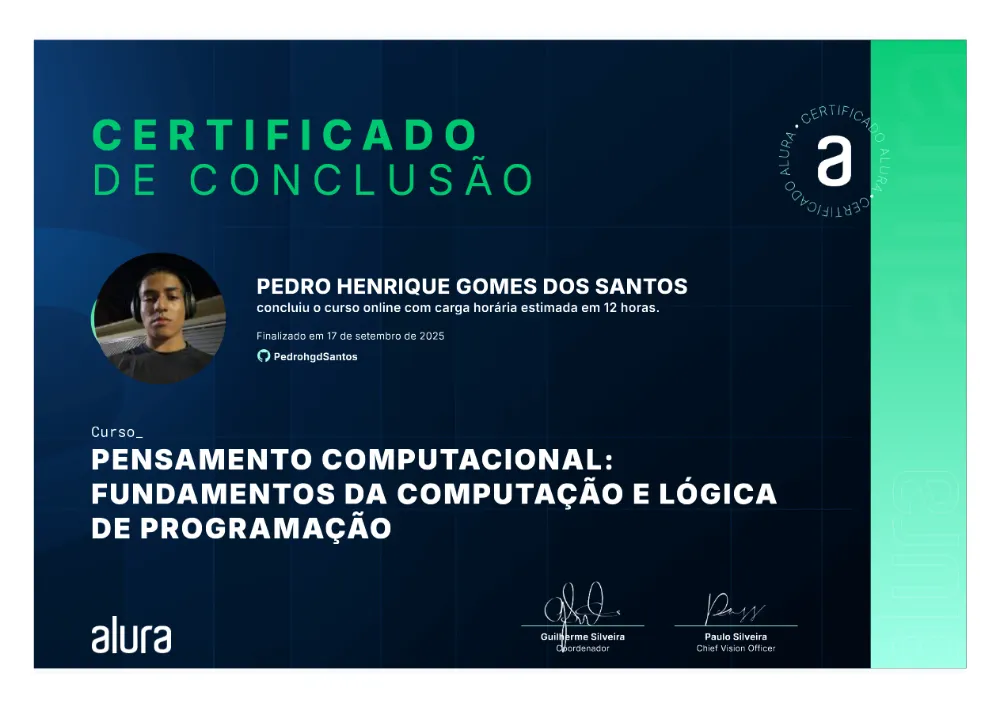 CERTIFICADO
DE CONCLUSÃO
CERTIFICADO ALURA • CERTIFICADO ALURA •
a
PEDRO HENRIQUE GOMES DOS SANTOS
concluiu o curso online com carga horária estimada em 12 horas.
Finalizado em 17 de setembro de 2025
PedrohgdSantos
Curso_
PENSAMENTO COMPUTACIONAL:
FUNDAMENTOS DA COMPUTAÇÃO E LÓGICA
DE PROGRAMAÇÃO
alura
Guilherme Silveira
Coordenador
Paulo Silveira
Chief Vision Officer
alura